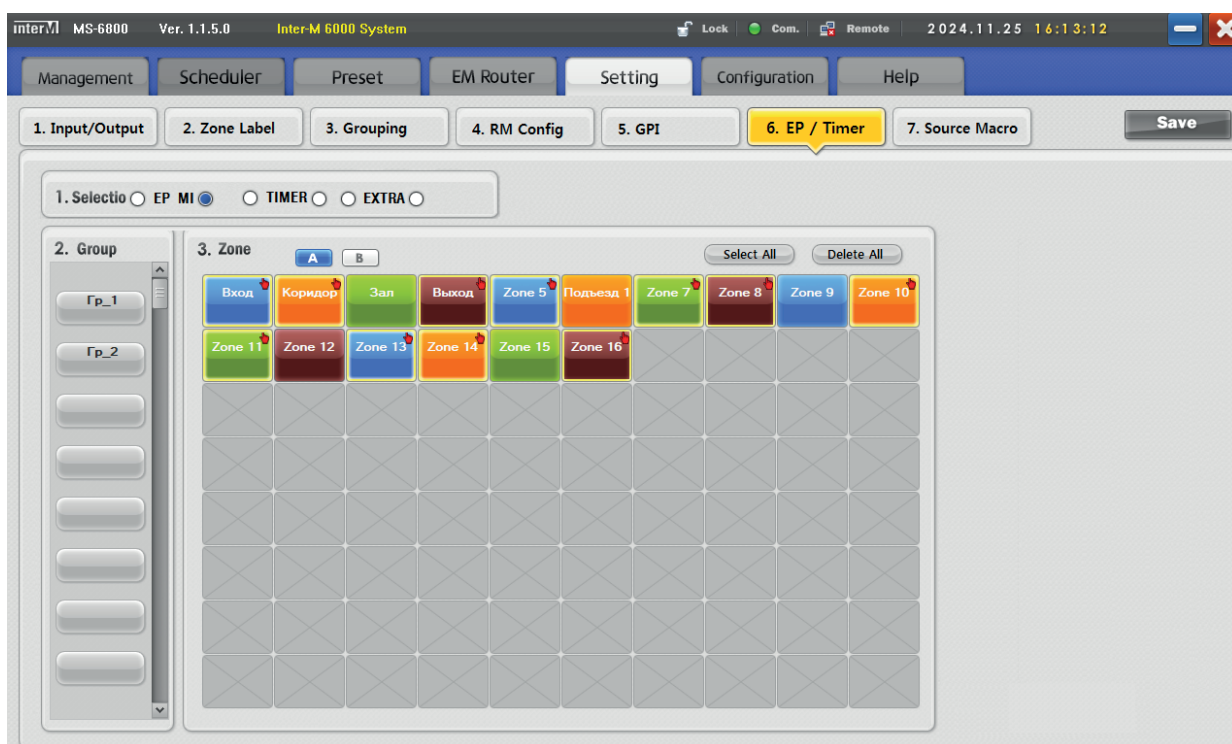 inter M MS-6800 Ver. 1.1.5.0 Inter-M 6000 System Lock Com. Remote 2024.11.25 16:13:12
Management Scheduler Preset EM Router Setting Configuration Help
1. Input/Output 2. Zone Label 3. Grouping 4. RM Config 5. GPI 6. EP / Timer 7. Source Macro Save
1. Selectio EP MI TIMER EXTRA
2. Group 3. Zone A B Select All Delete All
Вход Коридор Зал Выход Zone 5 Подъезд 1 Zone 7 Zone 8 Zone 9 Zone 10
Гр_1
Zone 11 Zone 12 Zone 13 Zone 14 Zone 15 Zone 16
Гр_2